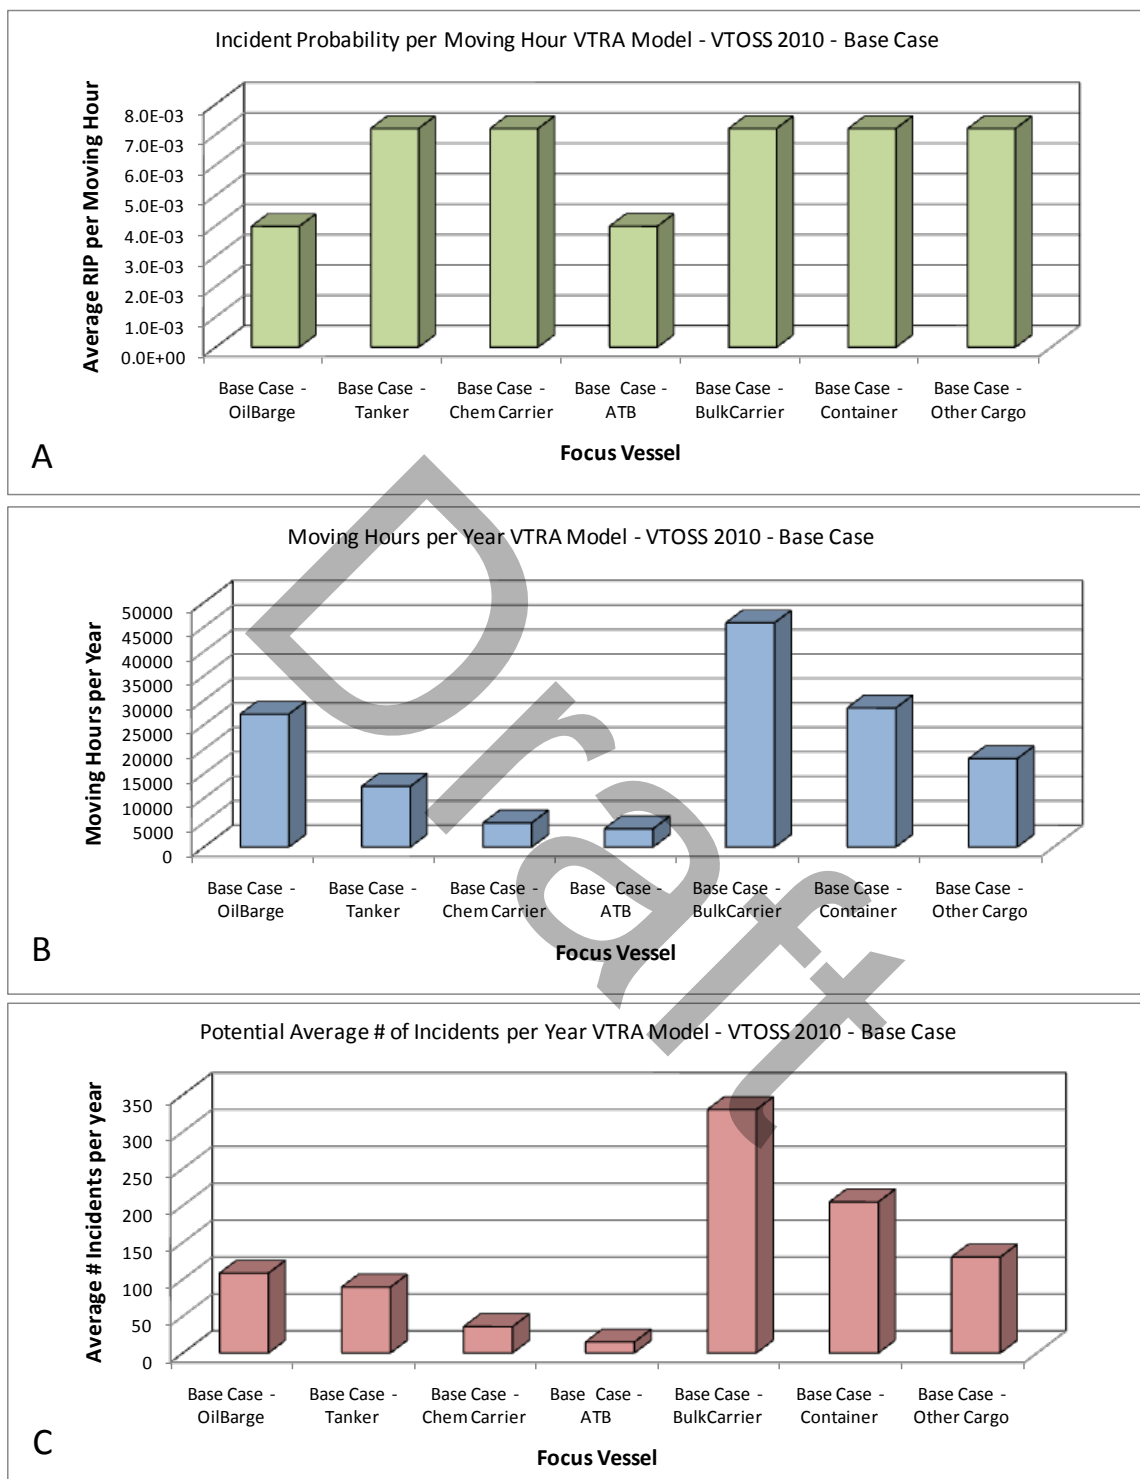 Incident Probability per Moving Hour VTRA Model - VTOSS 2010 - Base Case
Average RIP per Moving Hour
8.0E-03
7.0E-03
6.0E-03
5.0E-03
4.0E-03
3.0E-03
2.0E-03
1.0E-03
0.0E+00
Base Case - Base Case - Base Case - Base Case - Base Case - Base Case - Base Case -
OilBarge Tanker Chem Carrier ATB BulkCarrier Container Other Cargo
Focus Vessel
A
Moving Hours per Year VTRA Model - VTOSS 2010 - Base Case
Moving Hours per Year
50000
45000
40000
35000
30000
25000
20000
15000
10000
5000
0
Base Case - Base Case - Base Case - Base Case - Base Case - Base Case - Base Case -
OilBarge Tanker Chem Carrier ATB BulkCarrier Container Other Cargo
Focus Vessel
B
Potential Average # of Incidents per Year VTRA Model - VTOSS 2010 - Base Case
Average # Incidents per year
350
300
250
200
150
100
50
0
Base Case - Base Case - Base Case - Base Case - Base Case - Base Case - Base Case -
OilBarge Tanker Chem Carrier ATB BulkCarrier Container Other Cargo
Focus Vessel
C
Draft